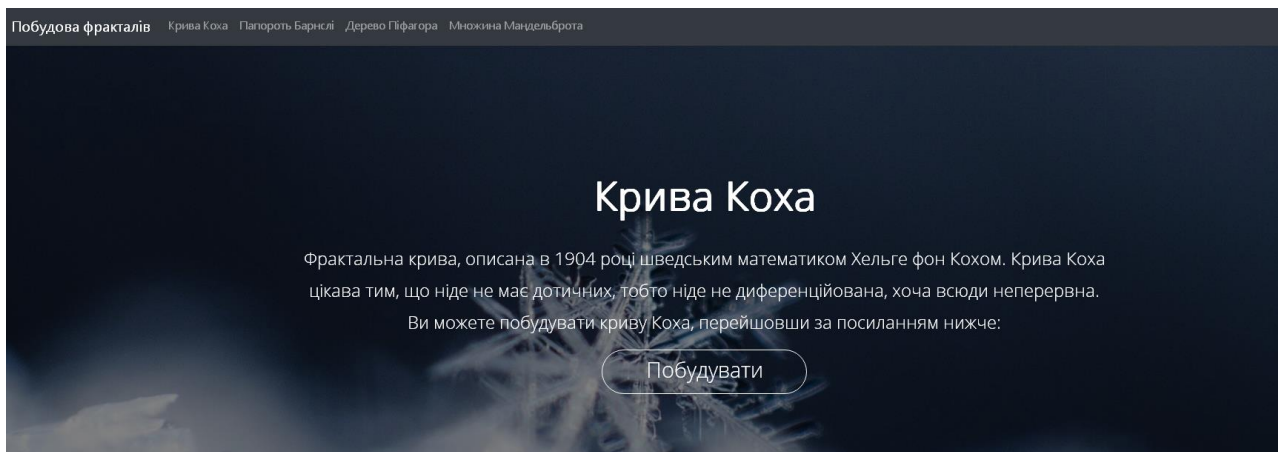 Побудова фракталів Крива Коха Папороть Барнслі Дерево Піфагора Множина Мандельброта
Крива Коха
Фрактальна крива, описана в 1904 році шведським математиком Хельге фон Кохом. Крива Коха
цікава тим, що ніде не має дотичних, тобто ніде не диференційована, хоча всюди неперервна.
Ви можете побудувати криву Коха, перейшовши за посиланням нижче:
Побудувати